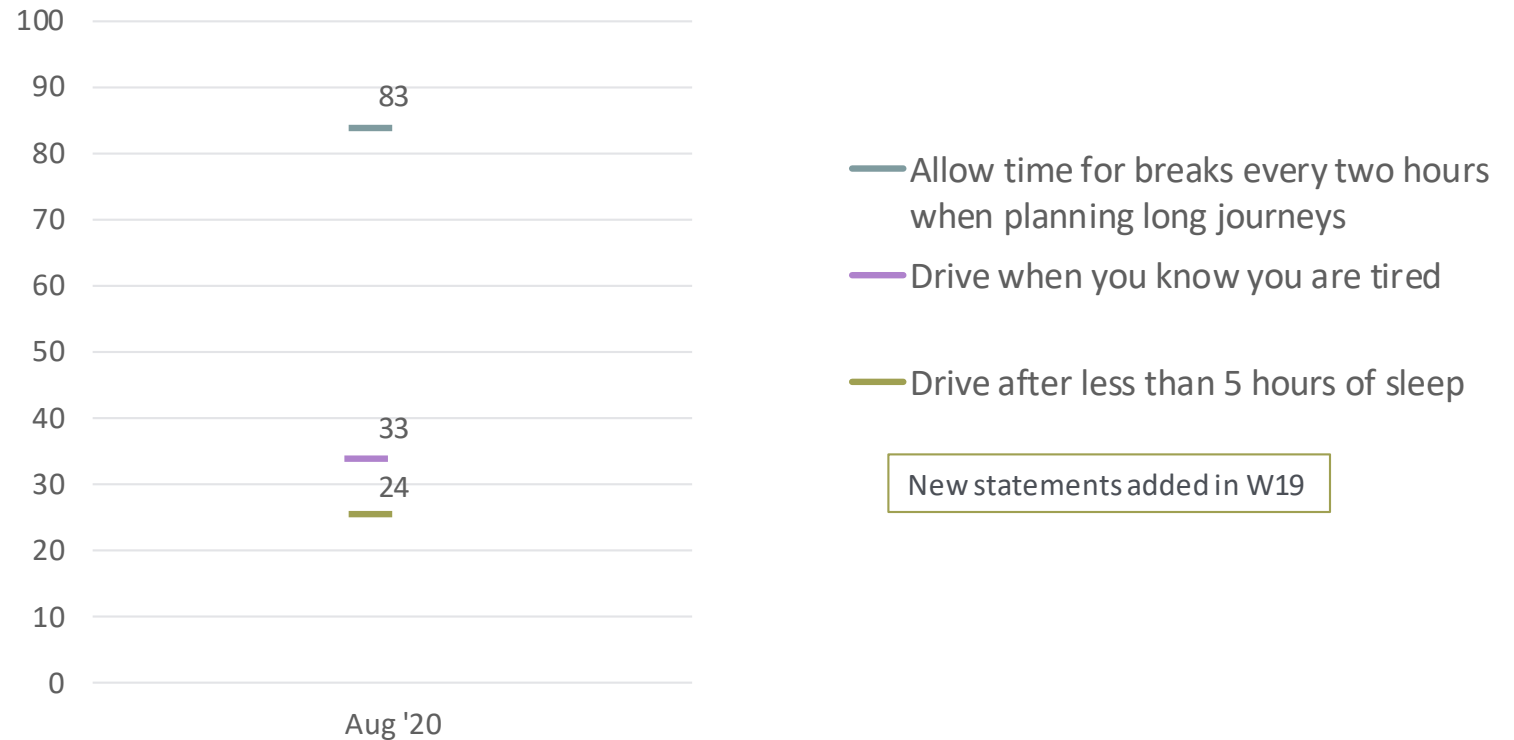 100
90
80
70
60
50
40
30
20
10
0
83
33
24
Aug '20
Allow time for breaks every two hours
when planning long journeys
Drive when you know you are tired
Drive after less than 5 hours of sleep
New statements added in W19